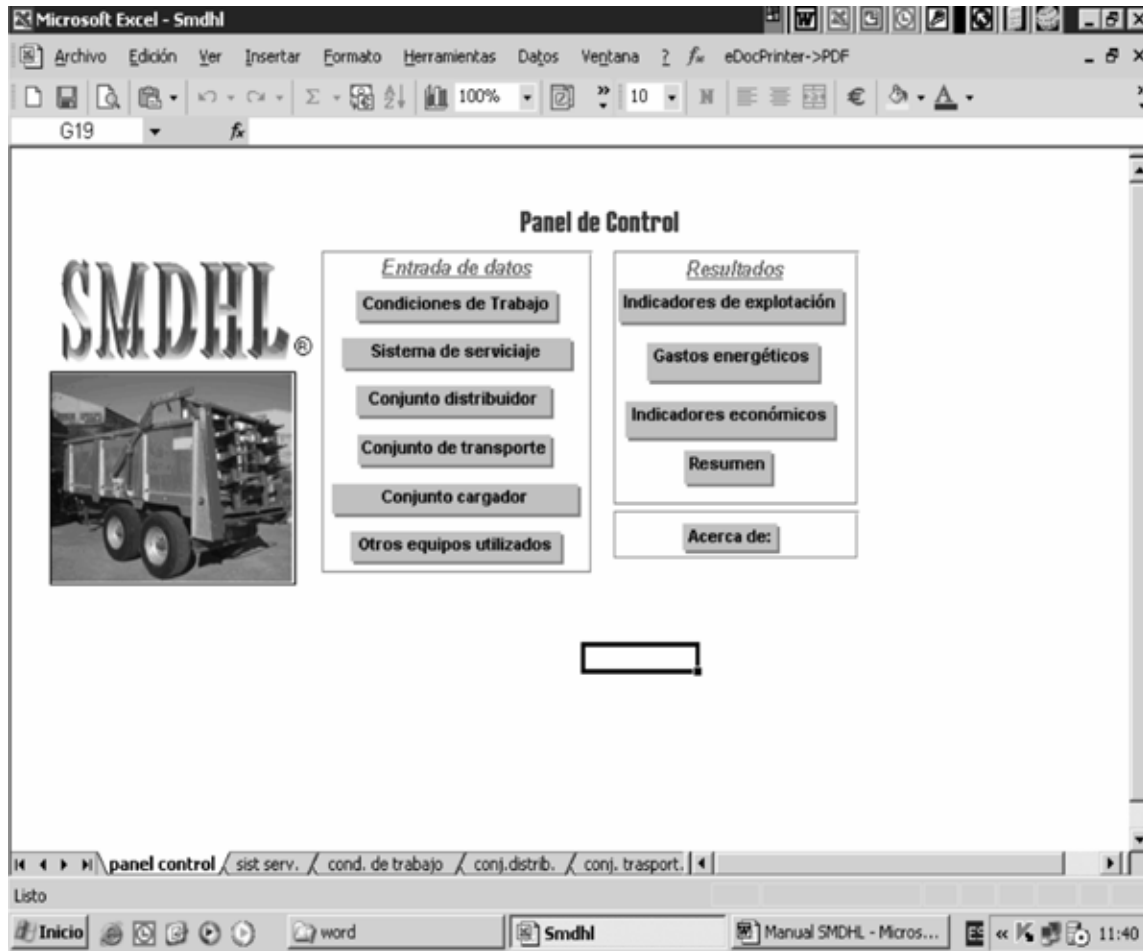 Microsoft Excel - Smdhl
Archivo Edición Ver Insertar Formato Herramientas Datos Ventana ? fx eDocPrinter->PDF
100% 10 N €
G19 fx
Panel de Control
SMDHL®
Entrada de datos
Condiciones de Trabajo
Sistema de serviciaje
Conjunto distribuidor
Conjunto de transporte
Conjunto cargador
Otros equipos utilizados
Resultados
Indicadores de explotación
Gastos energéticos
Indicadores económicos
Resumen
Acerca de:
panel control sist serv. cond. de trabajo conj.distrib. conj. trasport.
Listo
Inicio word Smdhl Manual SMDHL - Micros... 11:40